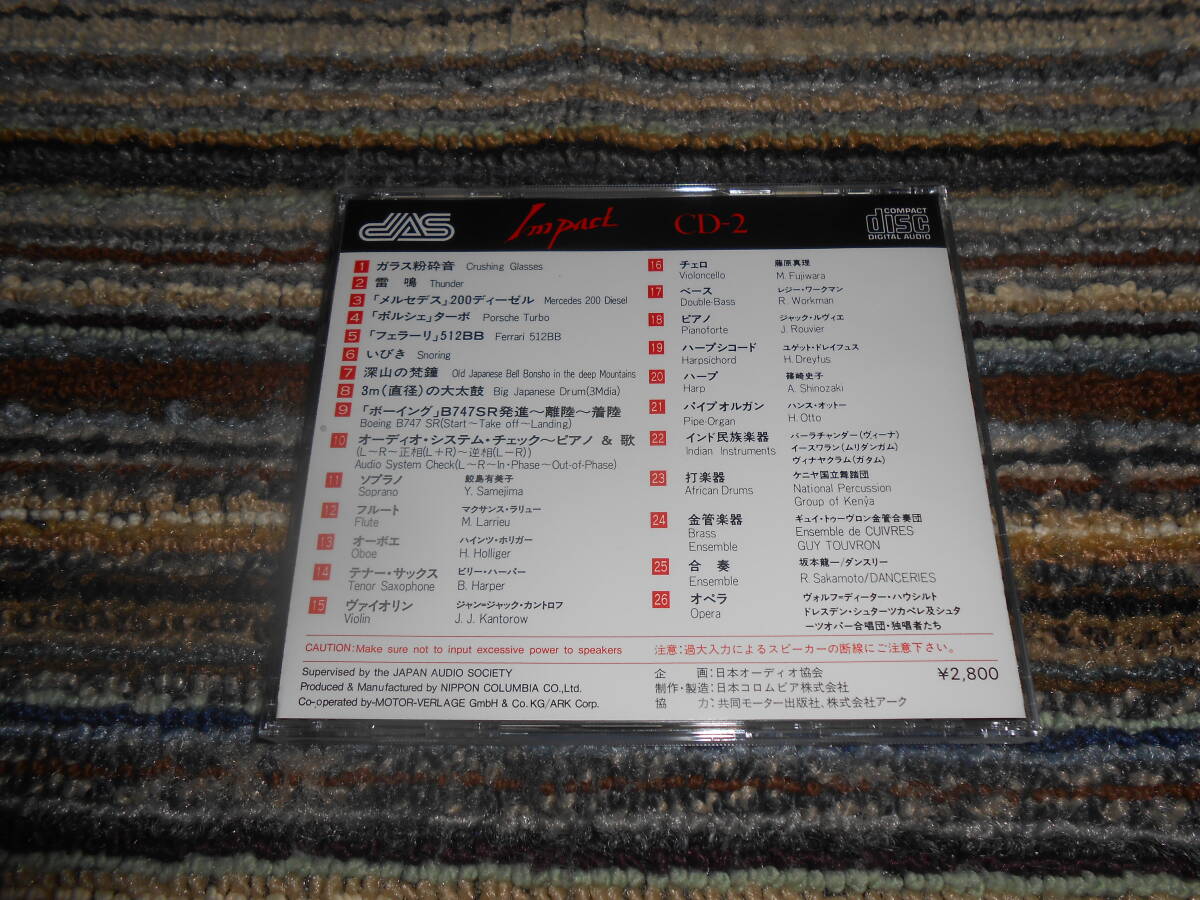 JAS
Impact
CD-2
COMPACT
disc
DIGITAL AUDIO
1 ガラス粉砕音 Crushing Glasses
2 雷 鳴 Thunder
3 「メルセデス」200ディーゼル Mercedes 200 Diesel
4 「ポルシェ」ターボ Porsche Turbo
5 「フェラーリ」512BB Ferrari 512BB
6 いびき Snoring
7 深山の梵鐘 Old Japanese Bell Bonsho in the deep Mountains
8 3m(直径)の大太鼓 Big Japanese Drum(3Mdia)
9 「ボーイング」B747SR発進〜離陸〜着陸
Boeing B747 SR(Start〜Take off〜Landing)
10 オーディオ・システム・チェック〜ピアノ & 歌
(L〜R〜正相(L+R)〜逆相(L−R))
Audio System Check(L〜R〜In・Phase〜Out-of-Phase)
11 ソプラノ 鮫島有美子
Soprano Y. Samejima
12 フルート マクサンス・ラリュー
Flute M. Larrieu
13 オーボエ ハインツ・ホリガー
Oboe H. Holliger
14 テナー・サックス ビリー・ハーパー
Tenor Saxophone B. Harper
15 ヴァイオリン ジャン=ジャック・カントロフ
Violin J. J. Kantorow
16 チェロ 藤原真理
Violoncello M. Fujiwara
17 ベース レジー・ワークマン
Double-Bass R. Workman
18 ピアノ ジャック・ルヴィエ
Pianoforte J. Rouvier
19 ハープシコード ユゲット・ドレイフュス
Harpsichord H. Dreyfus
20 ハープ 篠崎史子
Harp A. Shinozaki
21 パイプオルガン ハンス・オットー
Pipe-Organ H. Otto
22 インド民族楽器 バーラチャンダー(ヴィーナ)
Indian Instruments イースワラン(ムリダンガム)
ヴィナヤクラム(ガタム)
23 打楽器 ケニヤ国立舞踏団
African Drums National Percussion
Group of Kenya
24 金管楽器 ギュイ・トゥーヴロン金管合奏団
Brass Ensemble de CUIVRES
Ensemble GUY TOUVRON
25 合 奏 坂本龍一/ダンスリー
Ensemble R. Sakamoto/DANCERIES
26 オペラ ヴォルフ=ディーター・ハウシルト
Opera ドレスデン・シュターツカペレ及シュタ
ーツオパー合唱団・独唱者たち
CAUTION:Make sure not to input excessive power to speakers
注意:過大入力によるスピーカーの断線にご注意下さい。
Supervised by the JAPAN AUDIO SOCIETY
Produced & Manufactured by NIPPON COLUMBIA CO.,Ltd.
Co-operated by-MOTOR-VERLAGE GmbH & Co. KG/ARK Corp.
企 画:日本オーディオ協会
制作・製造:日本コロムビア株式会社
協 力:共同モーター出版社、株式会社アーク
¥2,800